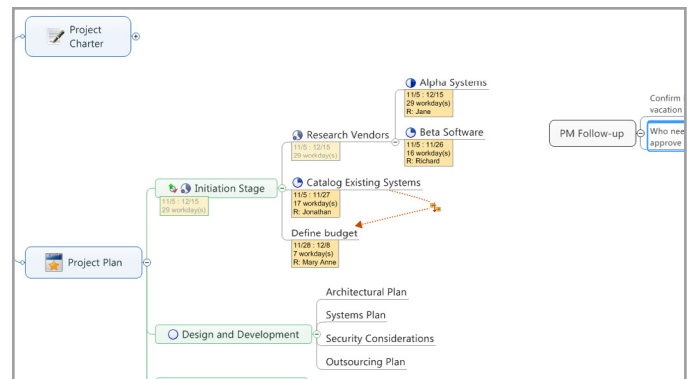 Project
Charter
Alpha Systems
11/5 : 12/15
29 workday(s)
R: Jane
Research Vendors
11/5 : 12/15
29 workday(s)
Beta Software
11/5 : 11/26
16 workday(s)
R: Richard
Confirm
vacation
PM Follow-up
Who nee
approve
Initiation Stage
11/5 : 12/15
29 workday(s)
Catalog Existing Systems
11/5 : 11/27
17 workday(s)
R: Jonathan
Define budget
11/28 : 12/8
7 workday(s)
R: Mary Anne
Project Plan
Architectural Plan
Systems Plan
Design and Development
Security Considerations
Outsourcing Plan